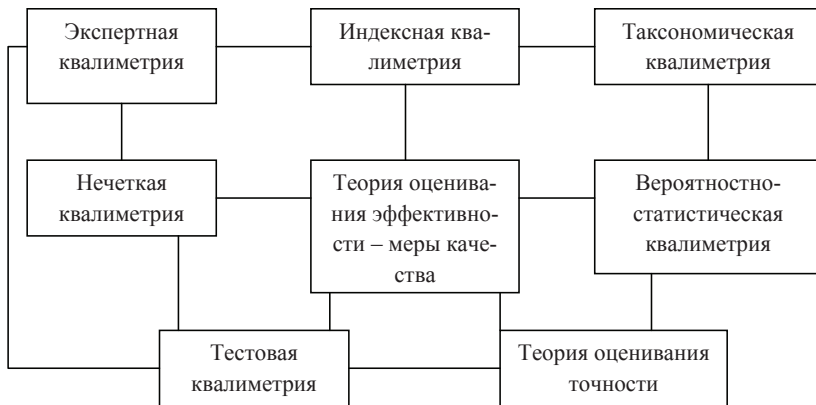 Экспертная
квалиметрия
Индексная ква-
лиметрия
Таксономическая
квалиметрия
Нечеткая
квалиметрия
Теория оценива-
ния эффективно-
сти – меры каче-
ства
Вероятностно-
статистическая
квалиметрия
Тестовая
квалиметрия
Теория оценивания
точности